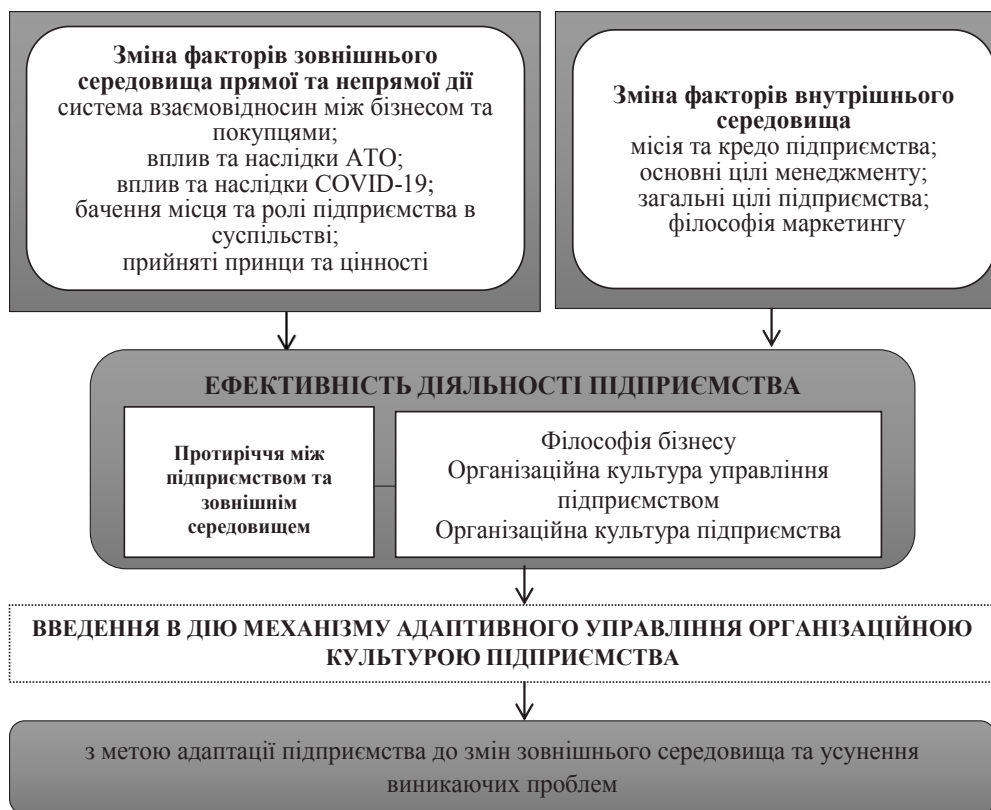 Зміна факторів зовнішнього
середовища прямої та непрямої дії
система взаємовідносин між бізнесом та
покупцями;
вплив та наслідки АТО;
вплив та наслідки COVID-19;
бачення місця та ролі підприємства в
суспільстві;
прийняті принци та цінності
Зміна факторів внутрішнього
середовища
місія та кредо підприємства;
основні цілі менеджменту;
загальні цілі підприємства;
філософія маркетингу
ЕФЕКТИВНІСТЬ ДІЯЛЬНОСТІ ПІДПРИЄМСТВА
Протиріччя між
підприємством та
зовнішнім
середовищем
Філософія бізнесу
Організаційна культура управління
підприємством
Організаційна культура підприємства
ВВЕДЕННЯ В ДІЮ МЕХАНІЗМУ АДАПТИВНОГО УПРАВЛІННЯ ОРГАНІЗАЦІЙНОЮ
КУЛЬТУРОЮ ПІДПРИЄМСТВА
з метою адаптації підприємства до змін зовнішнього середовища та усунення
виникаючих проблем